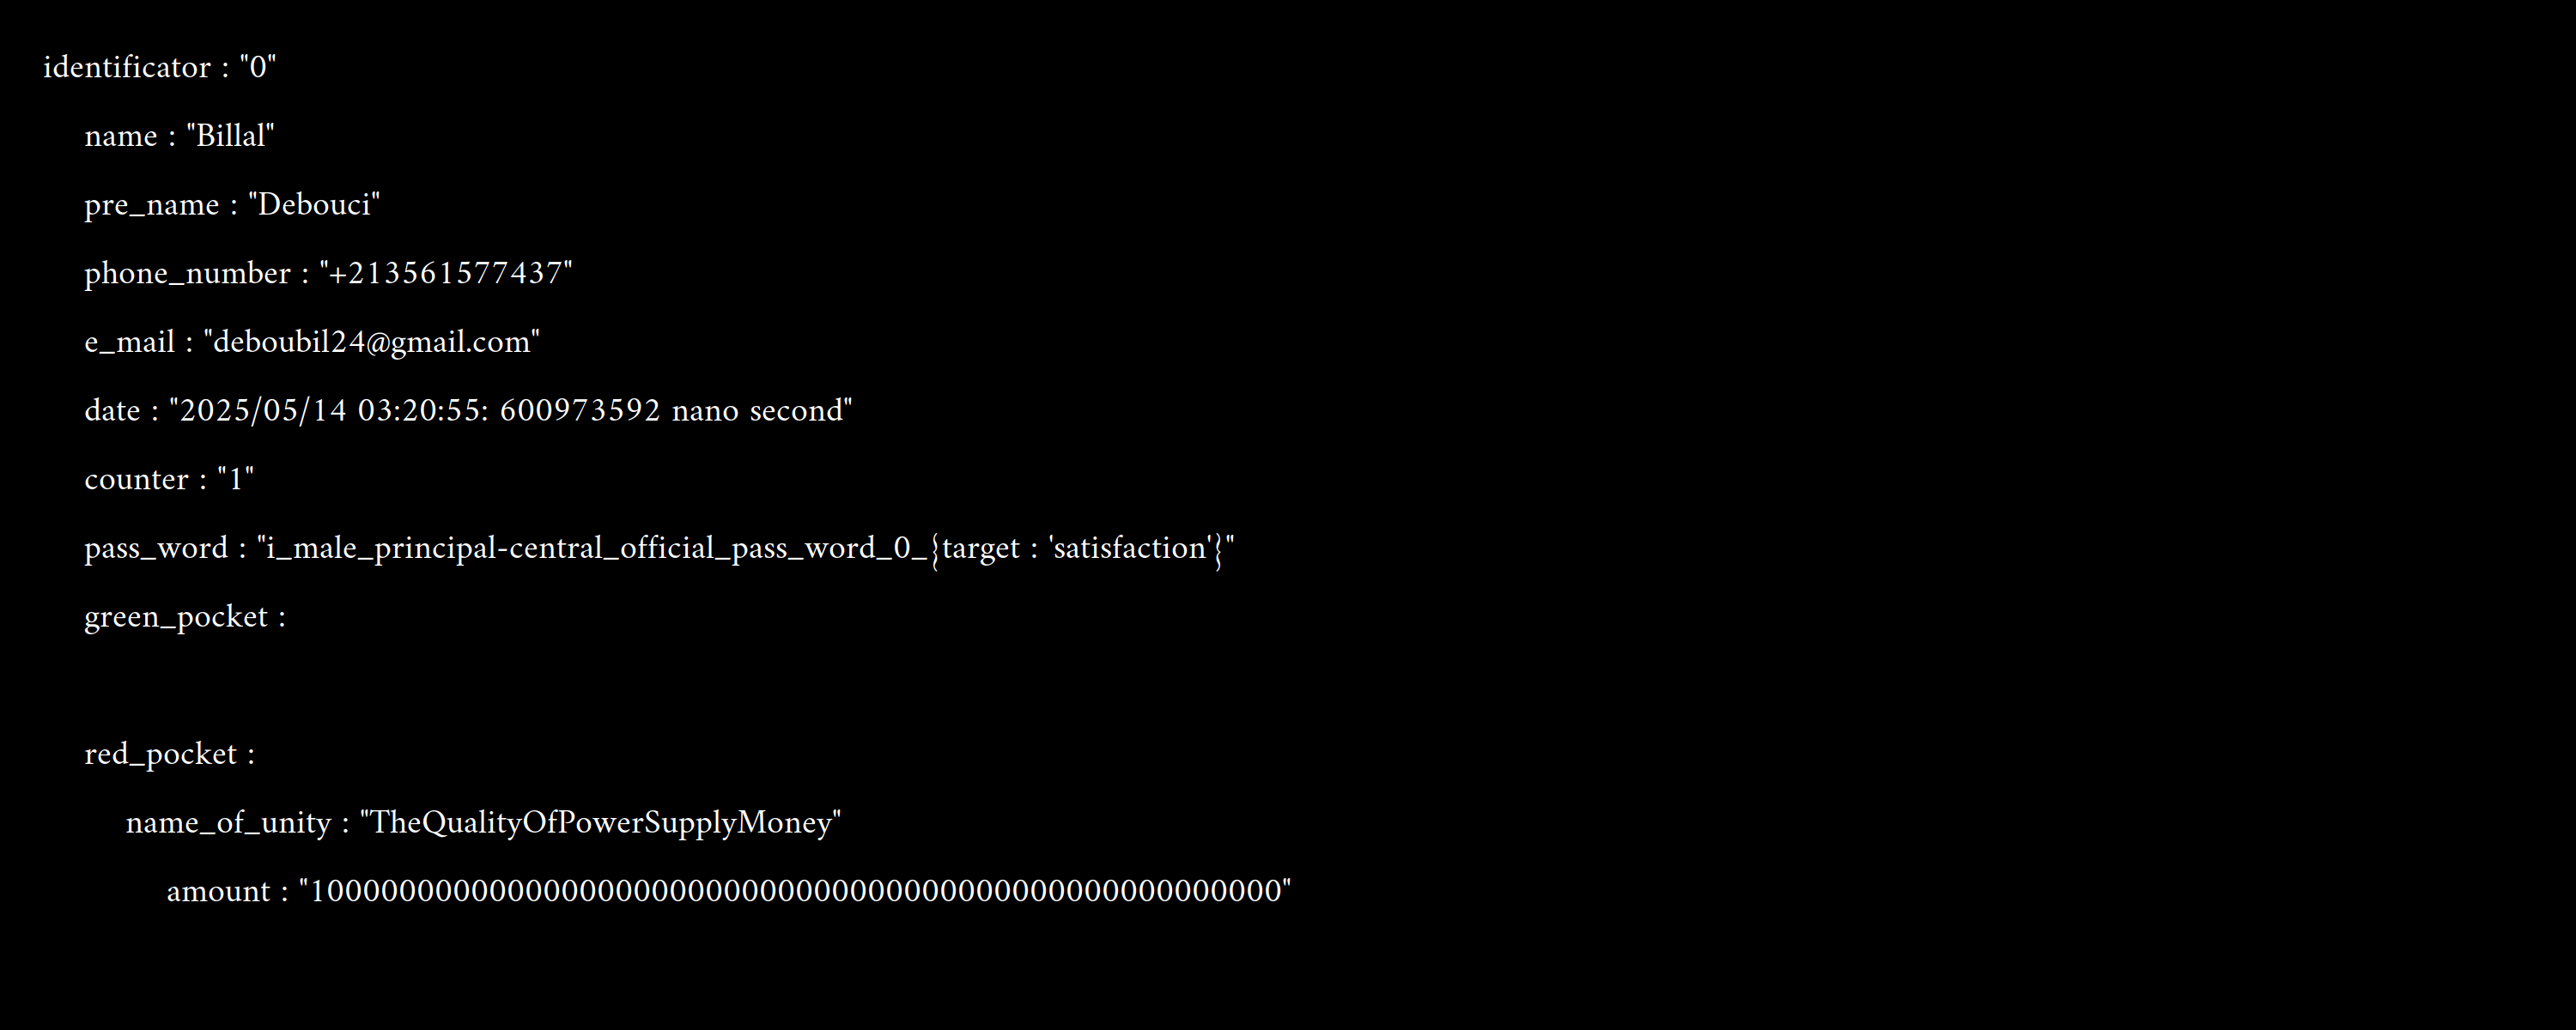 identificator : "0"
name : "Billal"
pre_name : "Debouci"
phone_number : "+213561577437"
e_mail : "deboubil24@gmail.com"
date : "2025/05/14 03:20:55: 600973592 nano second"
counter : "1"
pass_word : "i_male_principal-central_official_pass_word_0_{target : 'satisfaction'}"
green_pocket :
red_pocket :
name_of_unity : "TheQualityOfPowerSupplyMoney"
amount : "100000000000000000000000000000000000000000000000000000"